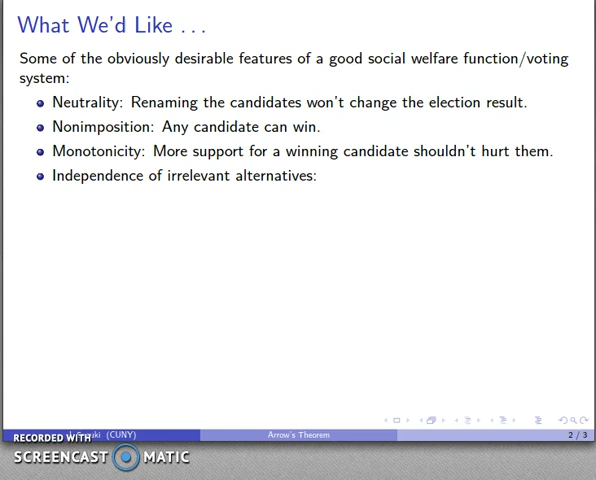 What We'd Like . . .
Some of the obviously desirable features of a good social welfare function/voting
system:
Neutrality: Renaming the candidates won't change the election result.
Nonimposition: Any candidate can win.
Monotonicity: More support for a winning candidate shouldn't hurt them.
Independence of irrelevant alternatives:
(CUNY)
Arrow's Theorem
2 / 3
RECORDED WITH
SCREENCAST MATIC